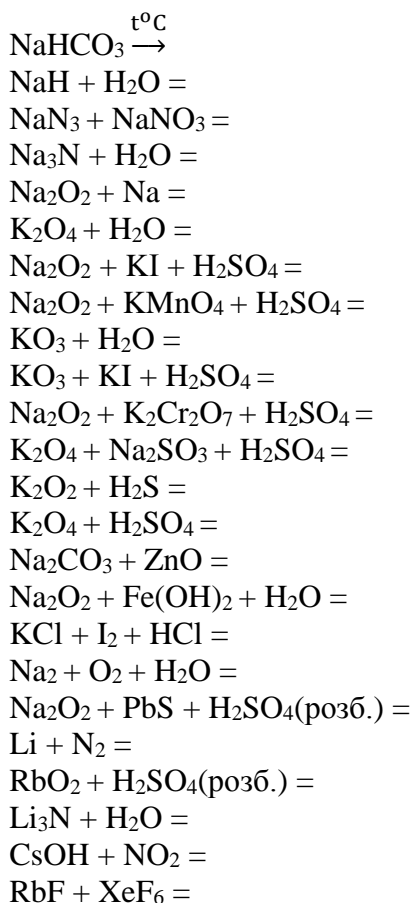 NaHCO₃ \xrightarrow{t⁰C}
NaH + H₂O =
NaN₃ + NaNO₃ =
Na₃N + H₂O =
Na₂O₂ + Na =
K₂O₄ + H₂O =
Na₂O₂ + KI + H₂SO₄ =
Na₂O₂ + KMnO₄ + H₂SO₄ =
KO₃ + H₂O =
KO₃ + KI + H₂SO₄ =
Na₂O₂ + K₂Cr₂O₇ + H₂SO₄ =
K₂O₄ + Na₂SO₃ + H₂SO₄ =
K₂O₂ + H₂S =
K₂O₄ + H₂SO₄ =
Na₂CO₃ + ZnO =
Na₂O₂ + Fe(OH)₂ + H₂O =
KCl + I₂ + HCl =
Na₂ + O₂ + H₂O =
Na₂O₂ + PbS + H₂SO₄(розб.) =
Li + N₂ =
RbO₂ + H₂SO₄(розб.) =
Li₃N + H₂O =
CsOH + NO₂ =
RbF + XeF₆ =